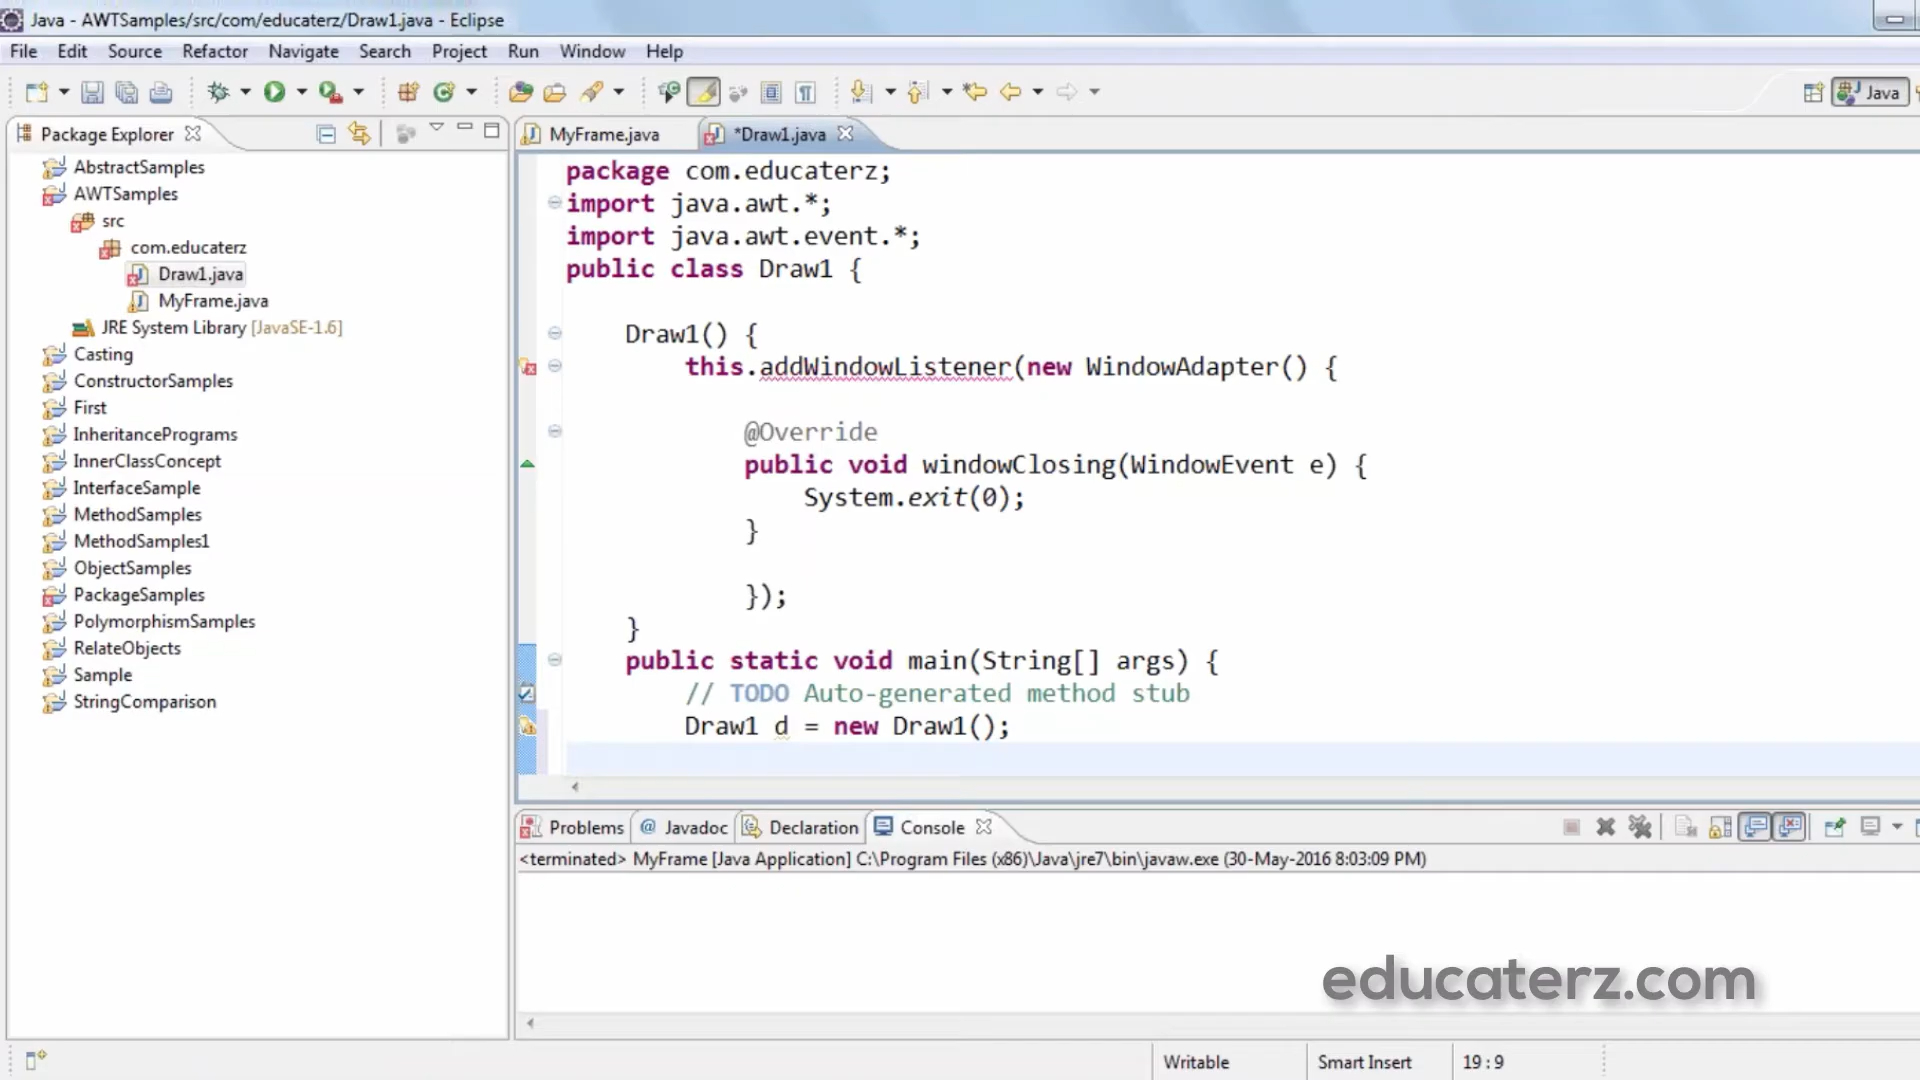 Java - AWTSamples/src/com/educaterz/Draw1.java - Eclipse
File Edit Source Refactor Navigate Search Project Run Window Help
Java
Package Explorer
AbstractSamples
AWTSamples
src
com.educaterz
Draw1.java
MyFrame.java
JRE System Library [JavaSE-1.6]
Casting
ConstructorSamples
First
InheritancePrograms
InnerClassConcept
InterfaceSample
MethodSamples
MethodSamples1
ObjectSamples
PackageSamples
PolymorphismSamples
RelateObjects
Sample
StringComparison
MyFrame.java *Draw1.java
package com.educaterz;
import java.awt.*;
import java.awt.event.*;
public class Draw1 {
Draw1() {
this.addWindowListener(new WindowAdapter() {
@Override
public void windowClosing(WindowEvent e) {
System.exit(0);
}
});
}
public static void main(String[] args) {
// TODO Auto-generated method stub
Draw1 d = new Draw1();
Problems @ Javadoc Declaration Console
<terminated> MyFrame [Java Application] C:\Program Files (x86)\Java\jre7\bin\javaw.exe (30-May-2016 8:03:09 PM)
educaterz.com
Writable Smart Insert 19 : 9